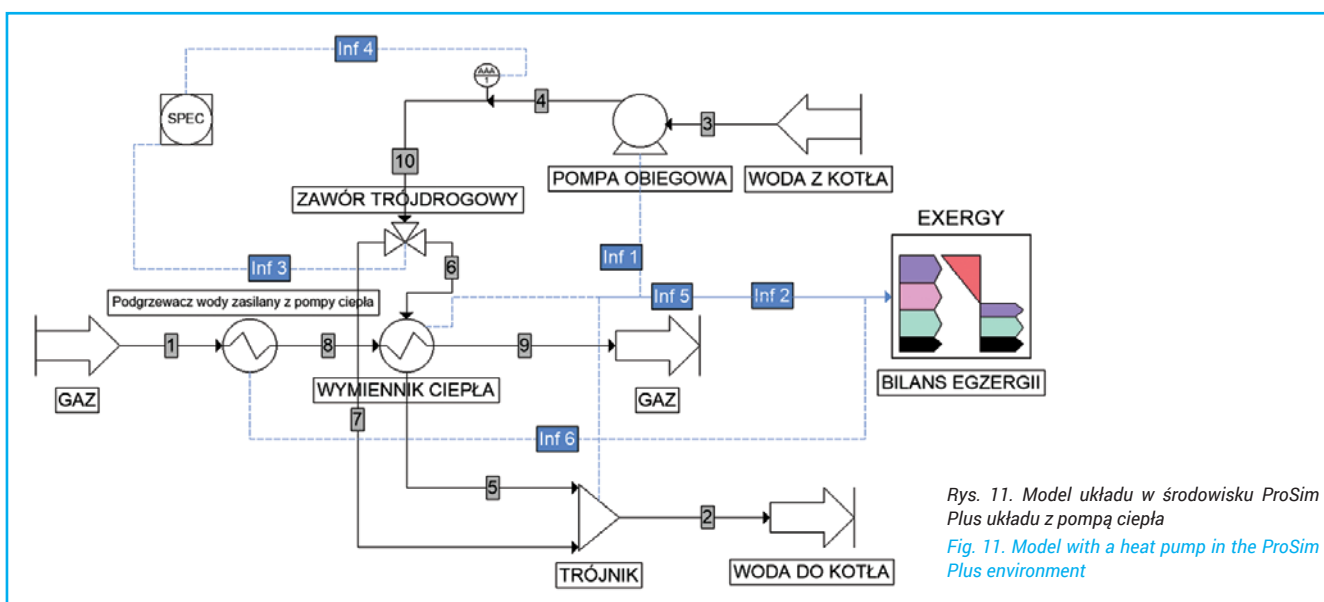 Inf 4
AAA
1
SPEC
4
3
10
POMPA OBIEGOWA
WODA Z KOTŁA
ZAWÓR TRÓJDROGOWY
EXERGY
Inf 3
6
Inf 1
Inf 5
Inf 2
Podgrzewacz wody zasilany z pompy ciepła
1
8
9
GAZ
WYMIENNIK CIEPŁA
GAZ
BILANS EGZERGII
7
Inf 6
5
2
TRÓJNIK
WODA DO KOTŁA
Rys. 11. Model układu w środowisku ProSim
Plus układu z pompą ciepła
Fig. 11. Model with a heat pump in the ProSim
Plus environment